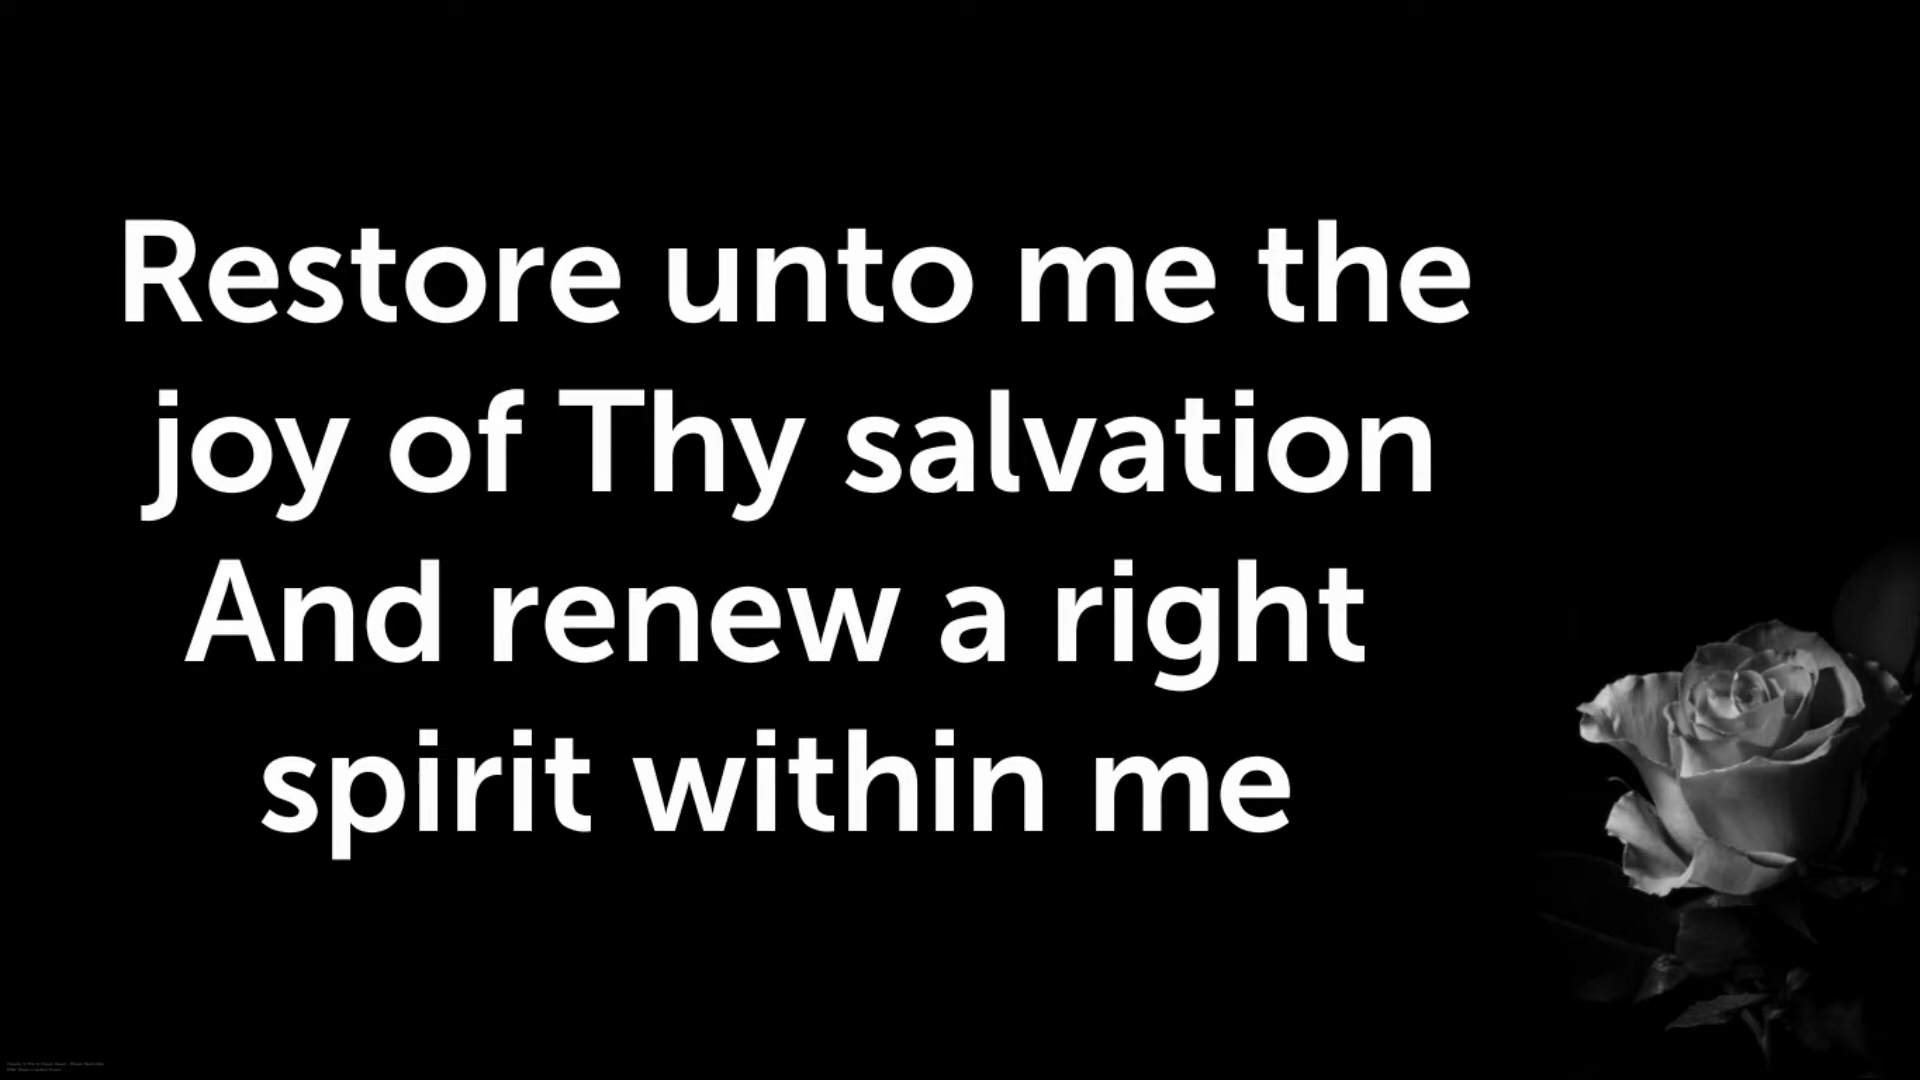 Restore unto me the
joy of Thy salvation
And renew a right
spirit within me